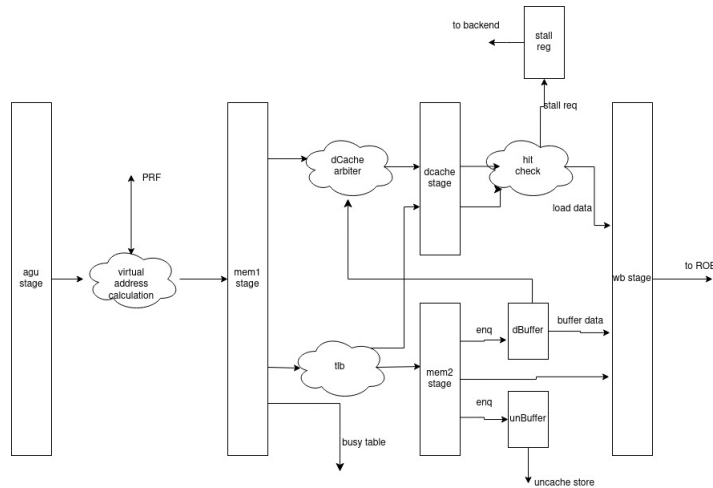 to backend
stall
reg
stall req
PRF
dCache
arbiter
dcache
stage
hit
check
load data
agu
stage
virtual
address
calculation
mem1
stage
wb stage
to ROB
enq
dBuffer
buffer data
tlb
mem2
stage
enq
unBuffer
busy table
uncache store